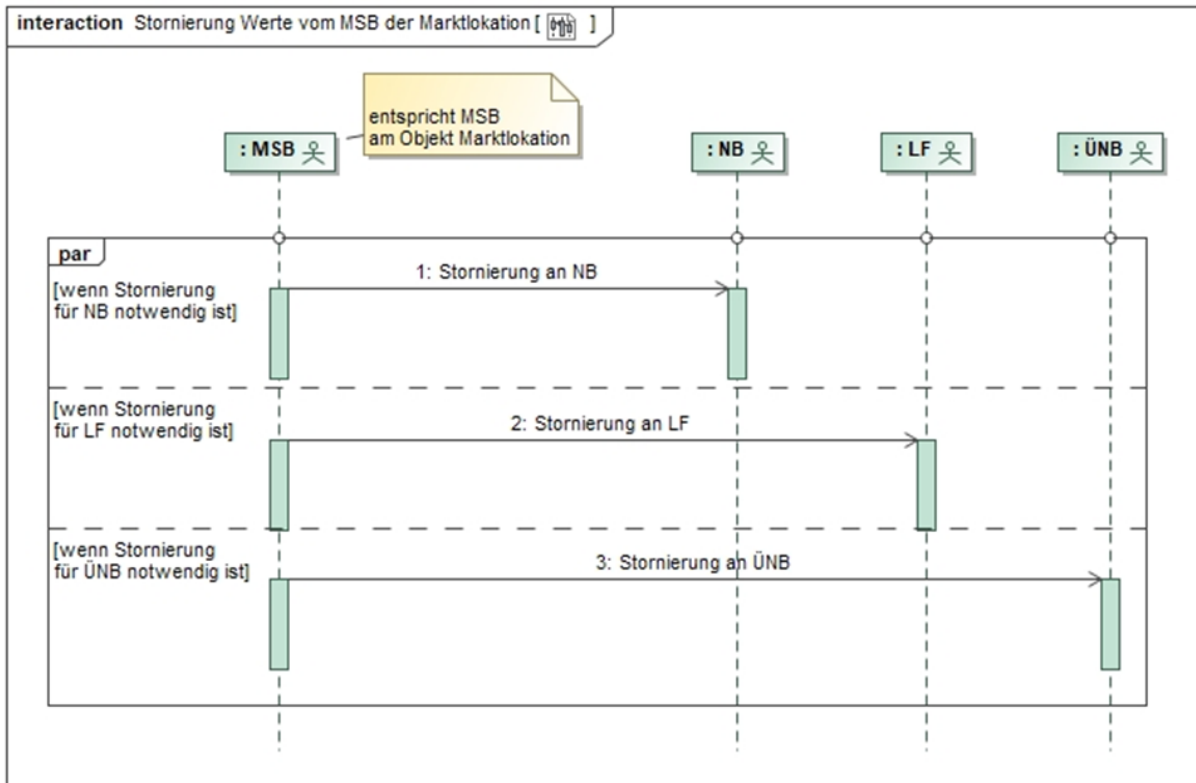 interaction Stornierung Werte vom MSB der Marktlokation [ ]
entspricht MSB
am Objekt Marktlokation
: MSB
: NB
: LF
: ÜNB
par
1: Stornierung an NB
[wenn Stornierung
für NB notwendig ist]
[wenn Stornierung
für LF notwendig ist]
2: Stornierung an LF
[wenn Stornierung
für ÜNB notwendig ist]
3: Stornierung an ÜNB